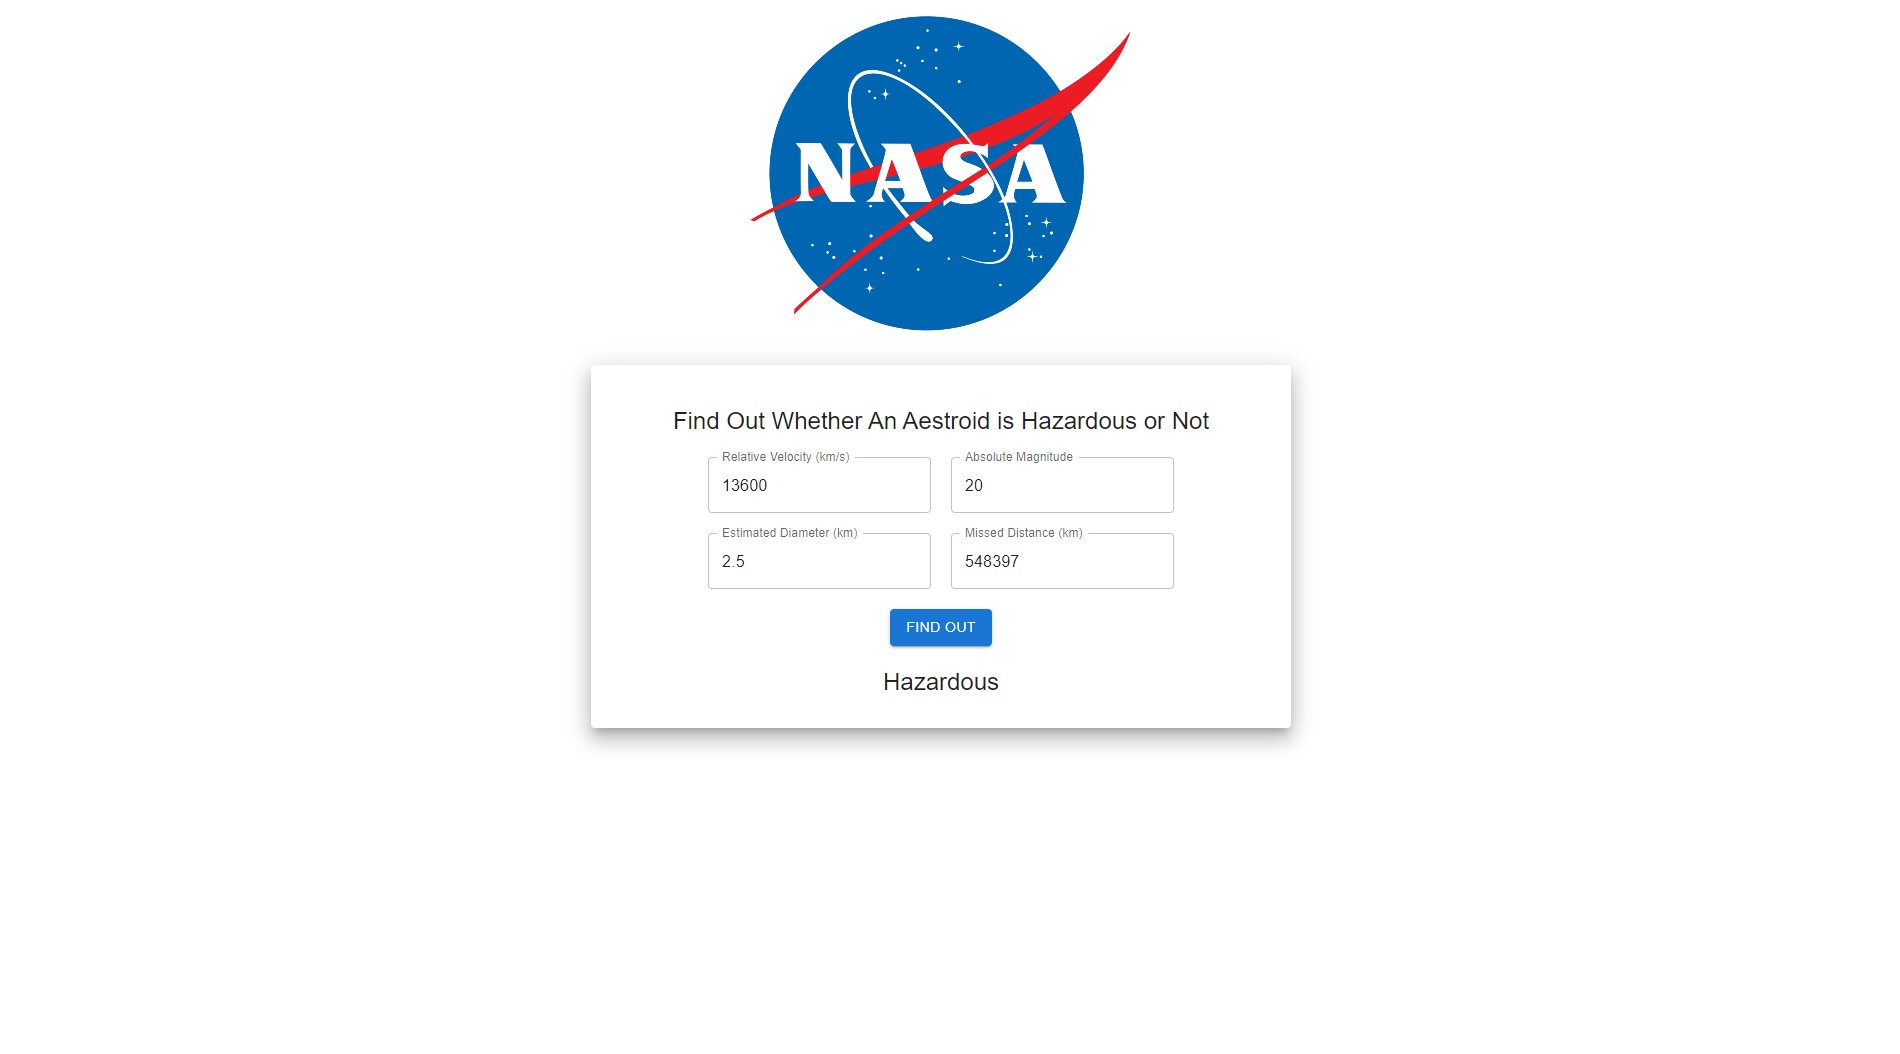 NASA
Find Out Whether An Aestroid is Hazardous or Not
Relative Velocity (km/s)
13600
Absolute Magnitude
20
Estimated Diameter (km)
2.5
Missed Distance (km)
548397
FIND OUT
Hazardous